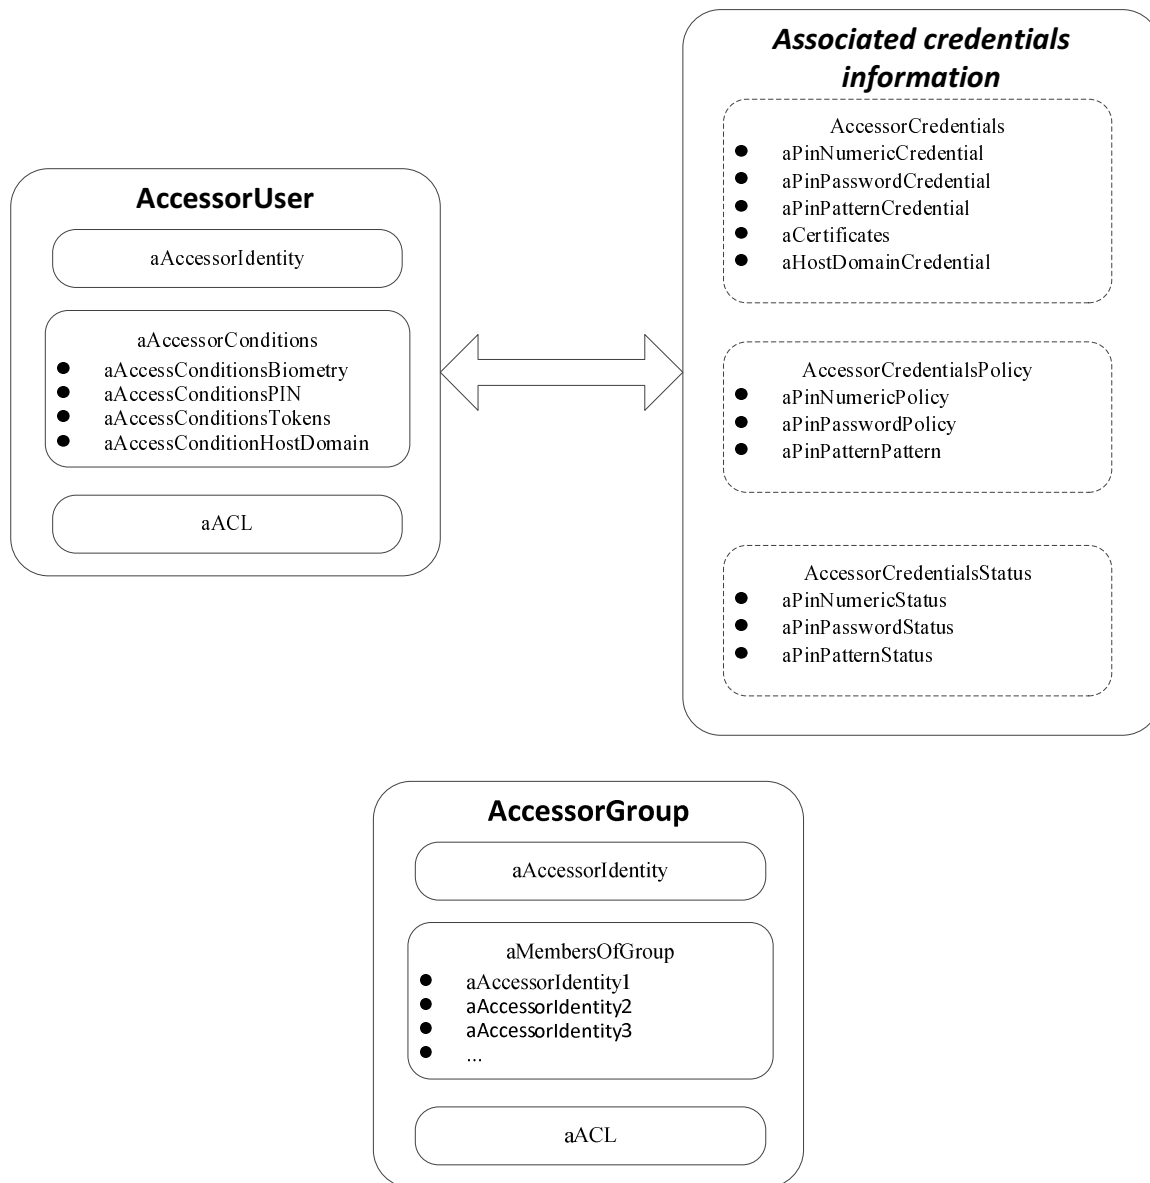 AccessorUser
aAccessorIdentity
aAccessorConditions
● aAccessConditionsBiometry
● aAccessConditionsPIN
● aAccessConditionsTokens
● aAccessConditionHostDomain
aACL
Associated credentials
information
AccessorCredentials
● aPinNumericCredential
● aPinPasswordCredential
● aPinPatternCredential
● aCertificates
● aHostDomainCredential
AccessorCredentialsPolicy
● aPinNumericPolicy
● aPinPasswordPolicy
● aPinPatternPattern
AccessorCredentialsStatus
● aPinNumericStatus
● aPinPasswordStatus
● aPinPatternStatus
AccessorGroup
aAccessorIdentity
aMembersOfGroup
● aAccessorIdentity1
● aAccessorIdentity2
● aAccessorIdentity3
● ...
aACL